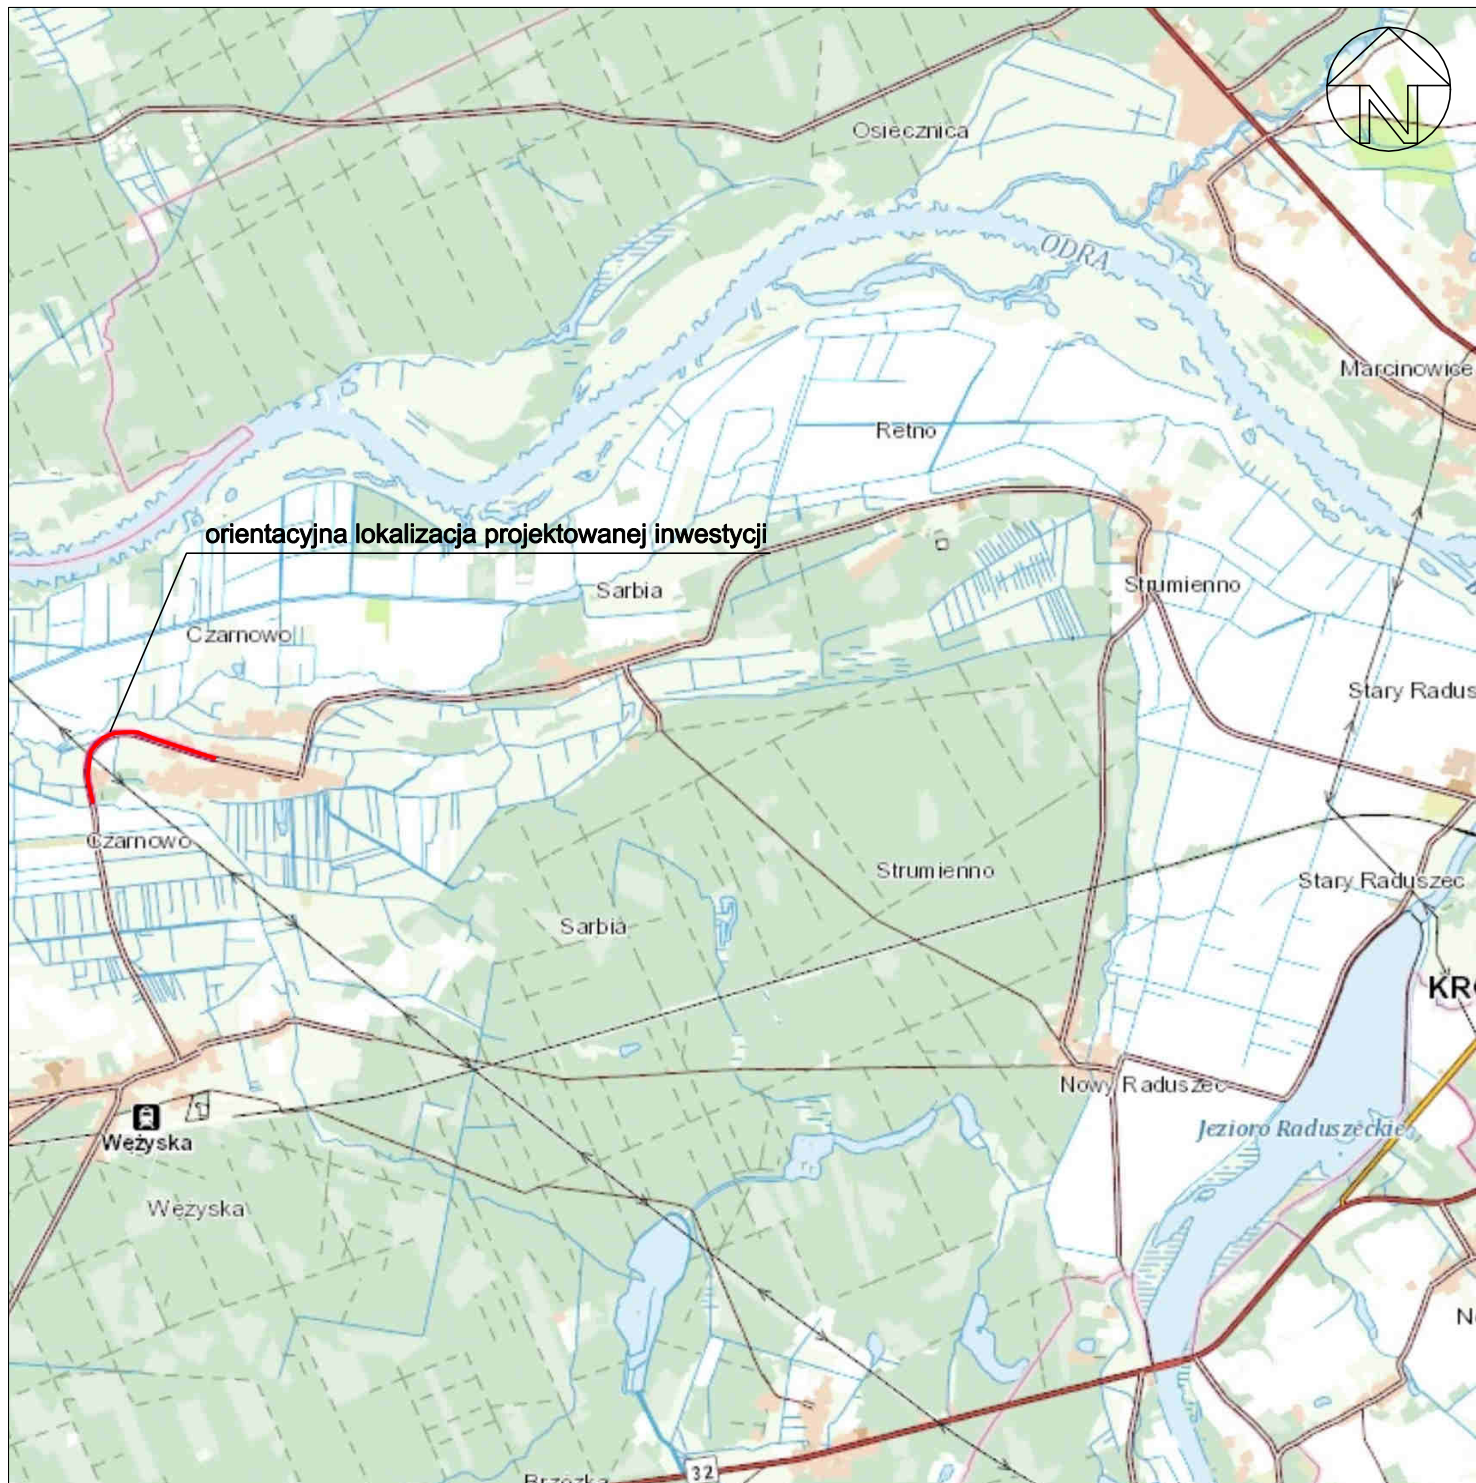 N
Osiecznica
ODRA
Marcinowice
Retno
orientacyjna lokalizacja projektowanej inwestycji
Sarbia
Strumienno
Czarnowo
Stary Radus
Czarnowo
Strumienno
Stary Raduszec
Sarbia
KR
Nowy Raduszec
Jezioro Raduszeckie
Wężyska
Wężyska
N
32
Brzózka